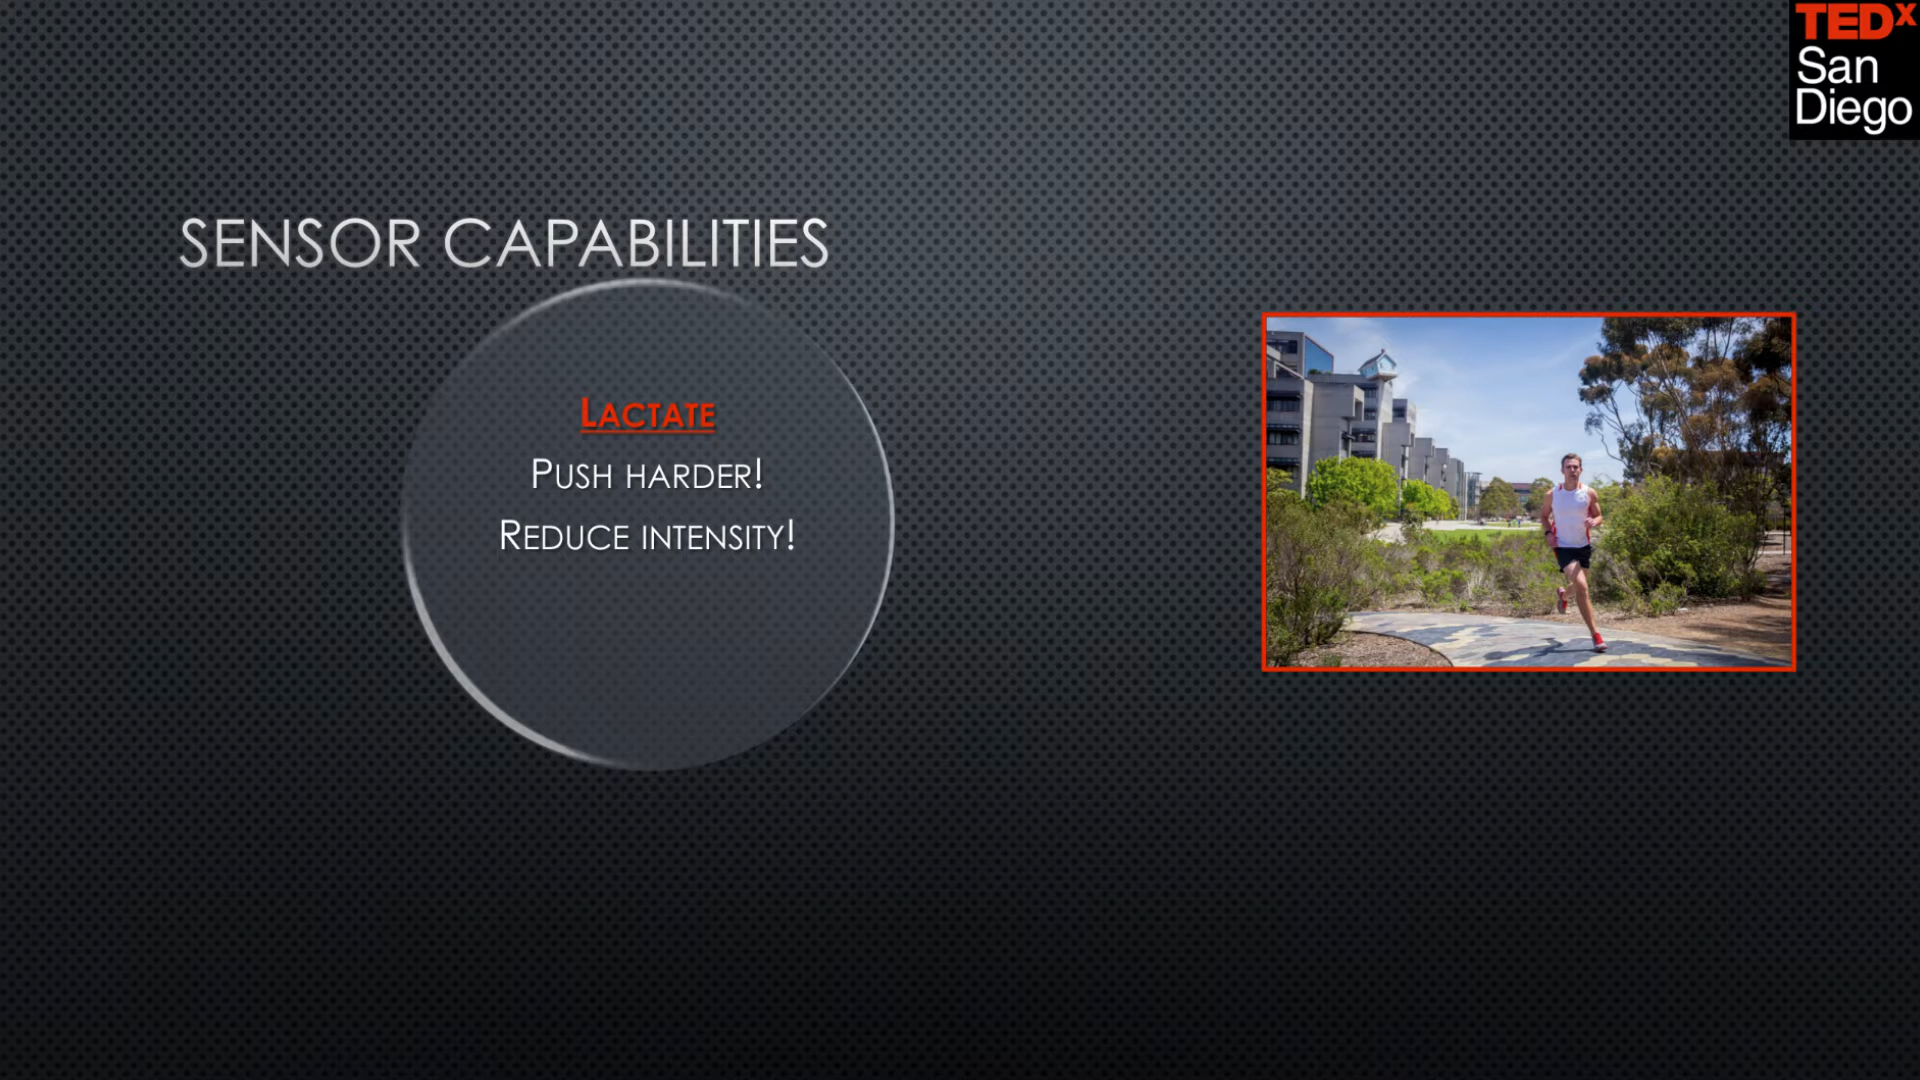 TEDx
San
Diego
SENSOR CAPABILITIES
LACTATE
PUSH HARDER!
REDUCE INTENSITY!